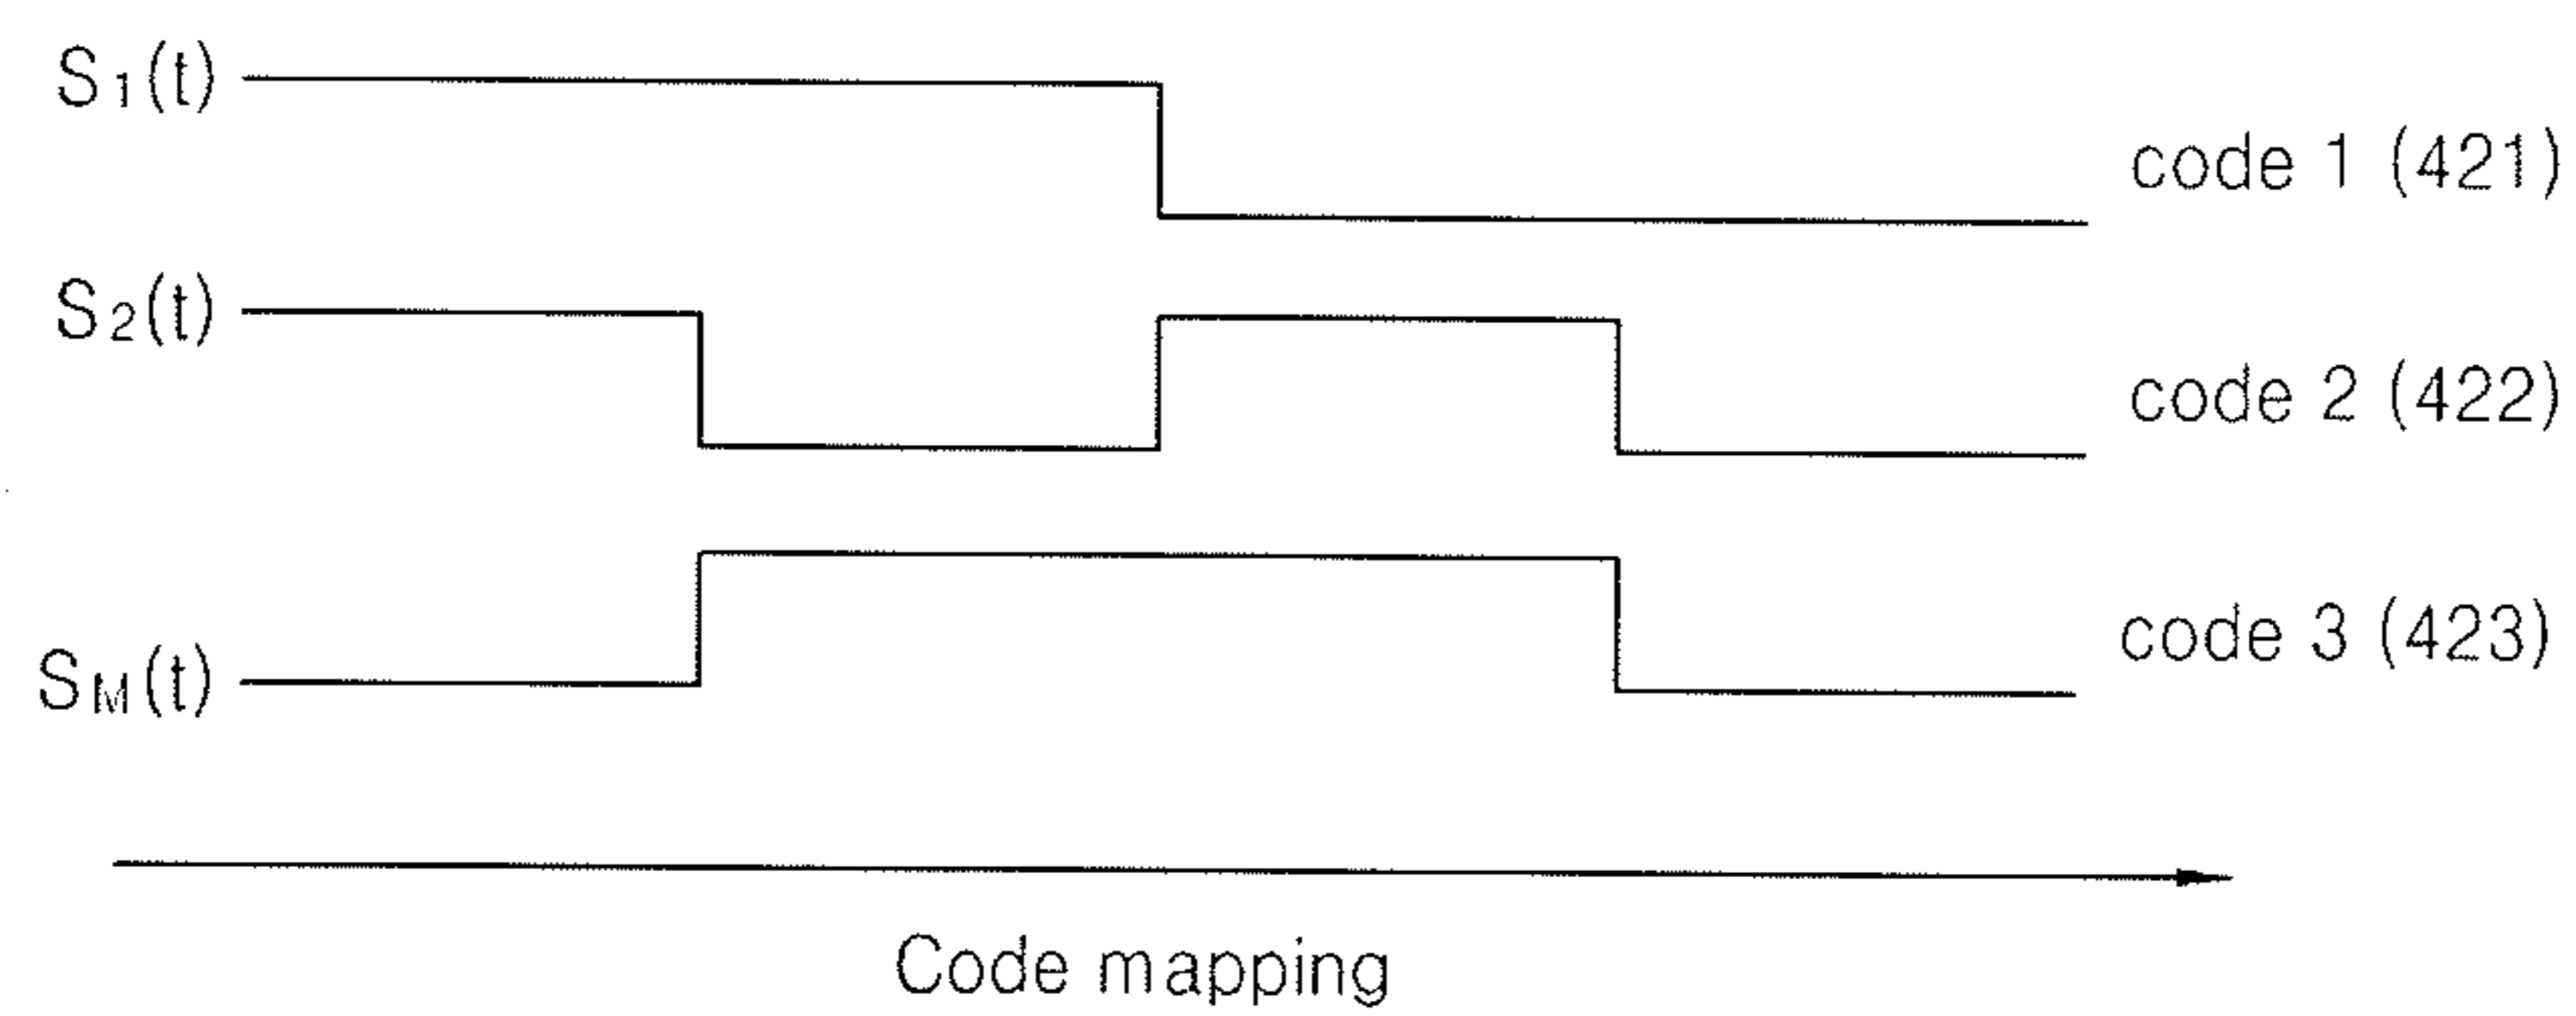 S1(t)
code 1 (421)
S2(t)
code 2 (422)
SM(t)
code 3 (423)
Code mapping